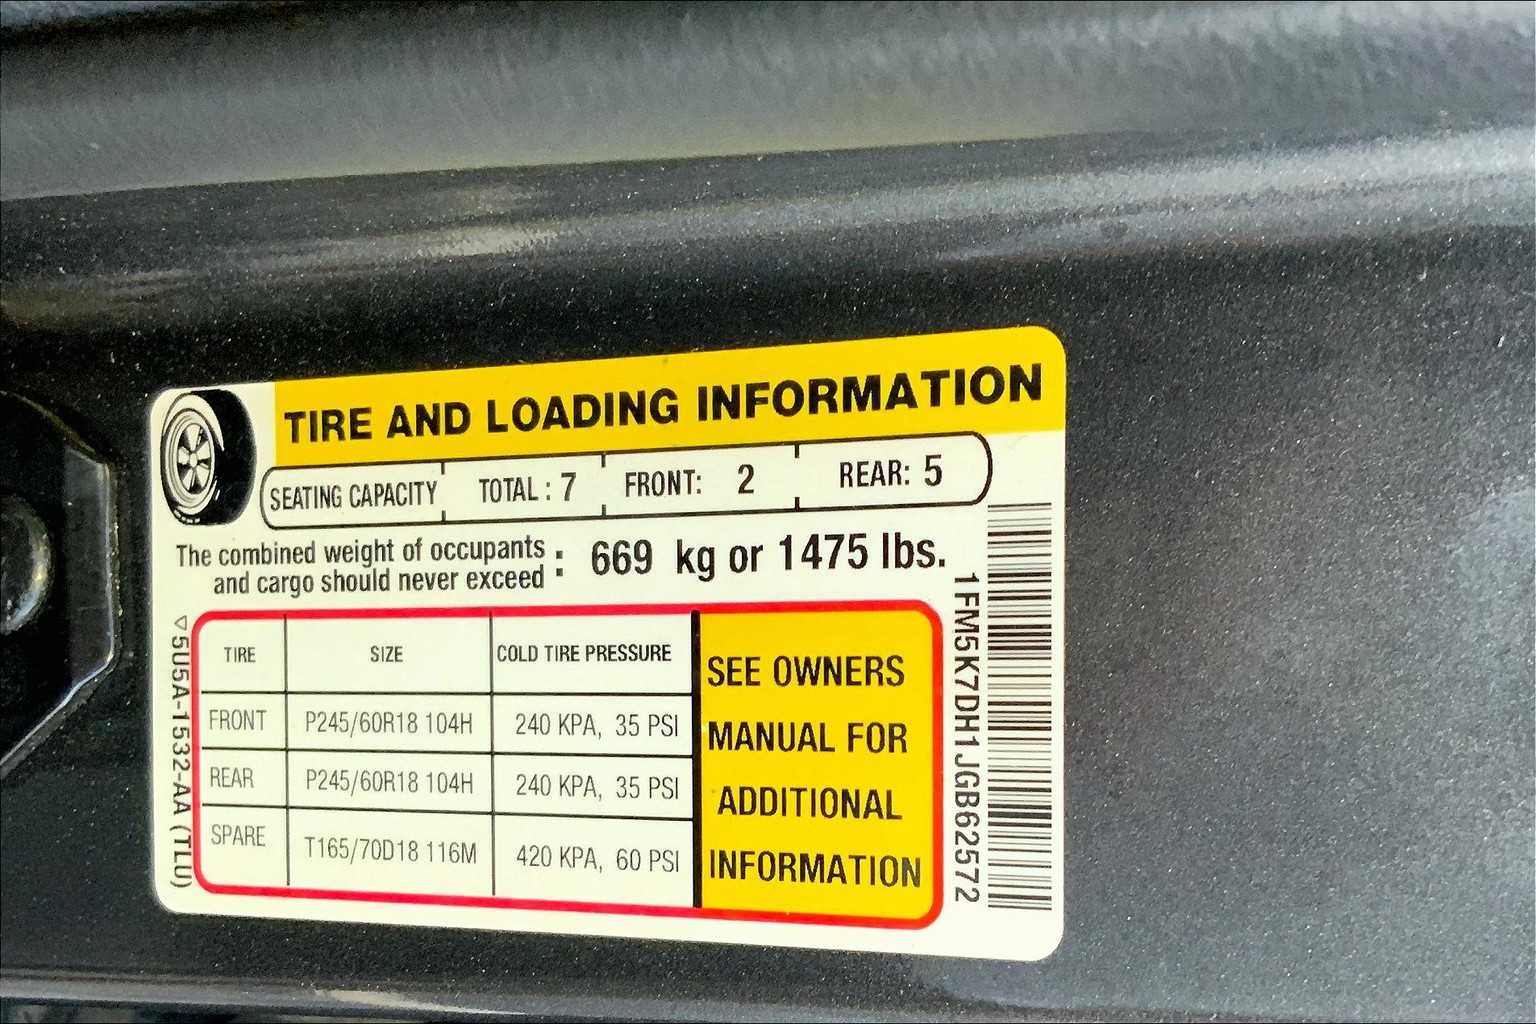 TIRE AND LOADING INFORMATION
SEATING CAPACITY TOTAL : 7 FRONT: 2 REAR: 5
The combined weight of occupants
and cargo should never exceed : 669 kg or 1475 lbs.
TIRE SIZE COLD TIRE PRESSURE
FRONT P245/60R18 104H 240 KPA, 35 PSI
REAR P245/60R18 104H 240 KPA, 35 PSI
SPARE T165/70D18 116M 420 KPA, 60 PSI
SEE OWNERS
MANUAL FOR
ADDITIONAL
INFORMATION
▽5U5A-1532-AA (TLU)
1FM5K7DH1JGB62572